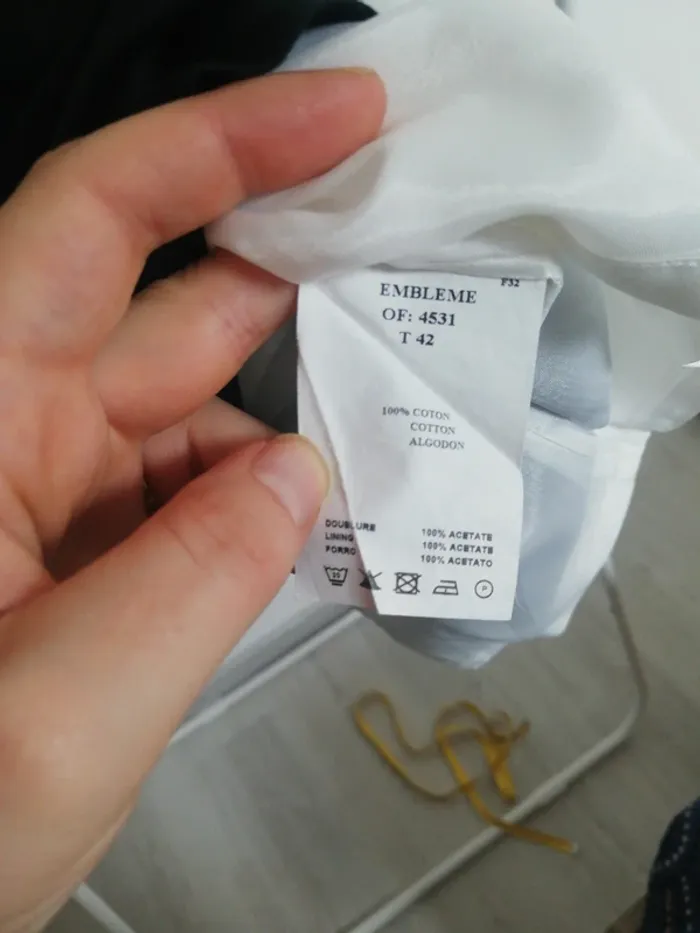 F32
EMBLEME
OF: 4531
T 42
100% COTON
COTTON
ALGODON
DOUBLURE 100% ACETATE
LINING 100% ACETATE
FORRO 100% ACETATO
30
P